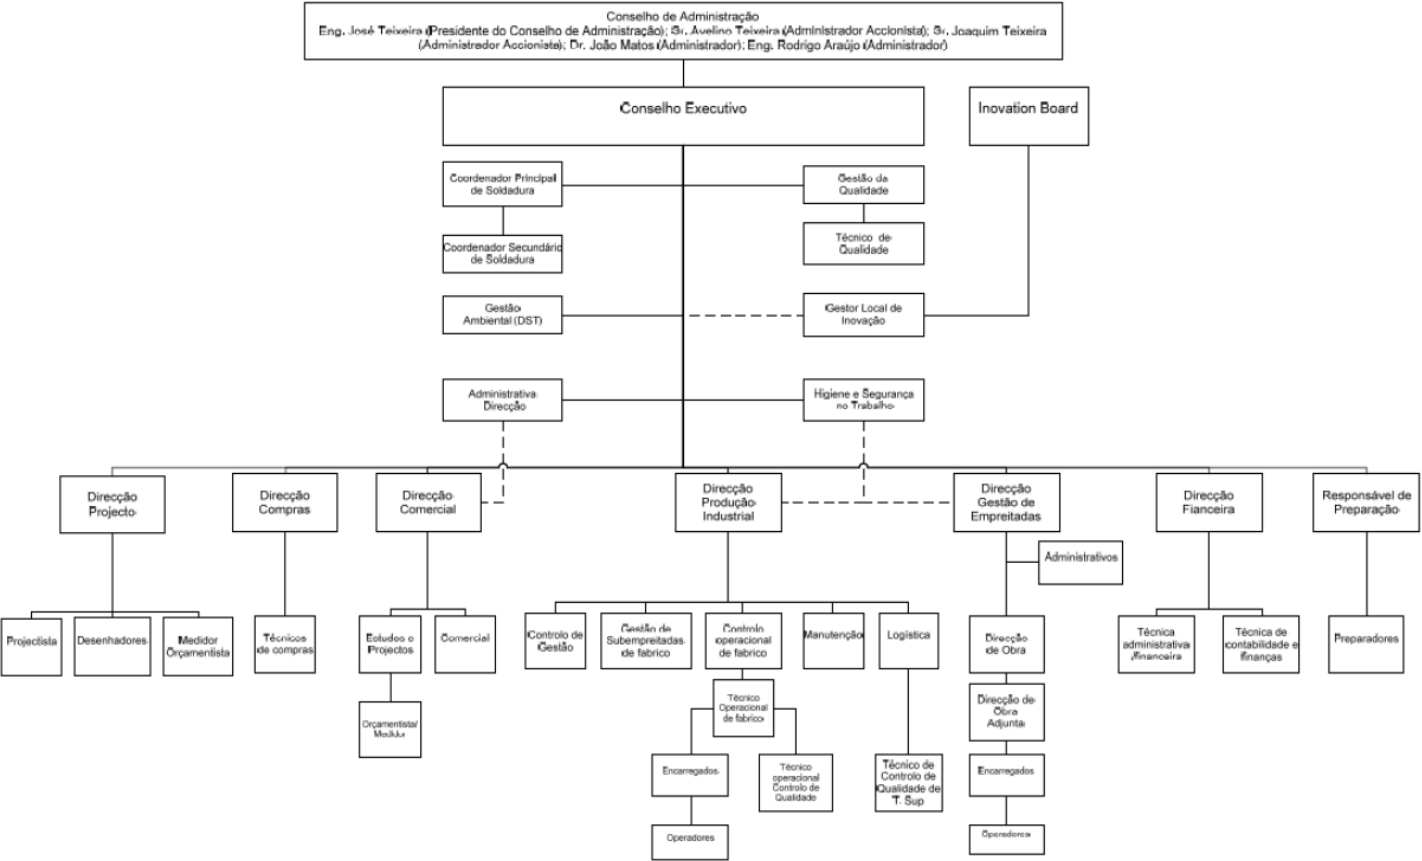 Conselho de Administração
Eng. José Teixeira (Presidente do Conselho de Administração); Sr. Avelino Teixeira (Administrador Accionista); Sr. Joaquim Teixeira
(Administrador Accionista); Dr. João Matos (Administrador); Eng. Rodrigo Araújo (Administrador)
Conselho Executivo
Inovation Board
Coordenador Principal
de Soldadura
Gestão da
Qualidade
Coordenador Secundário
de Soldadura
Técnico de
Qualidade
Gestão
Ambiental (DST)
Gestor Local de
Inovação
Administrativa
Direcção
Higiene e Segurança
no Trabalho
Direcção
Projecto
Direcção
Compras
Direcção
Comercial
Direcção
Produção
Industrial
Direcção
Gestão de
Empreitadas
Direcção
Fianceira
Responsável de
Preparação
Administrativos
Projectista
Desenhadores
Medidor
Orçamentista
Técnicos
de compras
Estudos e
Projectos
Comercial
Controlo de
Gestão
Gestão de
Subempreitadas
de fabrico
Controlo
operacional
de fabrico
Manutenção
Logística
Direcção
de Obra
Técnica
administrativa
/financeira
Técnica de
contabilidade e
finanças
Preparadores
Orçamentista/
Medidor
Técnico
Operacional
de fabrico
Direcção de
Obra
Adjunta
Encarregados
Técnico
operacional
Controlo de
Qualidade
Técnico de
Controlo de
Qualidade de
T. Sup
Encarregados
Operadores
Operadores